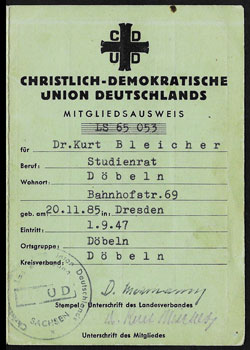 CDU
D
CHRISTLICH-DEMOKRATISCHE
UNION DEUTSCHLANDS
MITGLIEDSAUSWEIS
LS 65 053
für Dr.Kurt Bleicher
Beruf: Studienrat
Wohnort: Döbeln
Bahnhofstr.69
geb. am 20.11.85, in Dresden
Eintritt: 1.9.47
Ortsgruppe: Döbeln
Kreisverband: Döbeln
Stempel u. Unterschrift des Landesverbandes
Unterschrift des Mitgliedes
UD
SACHSEN